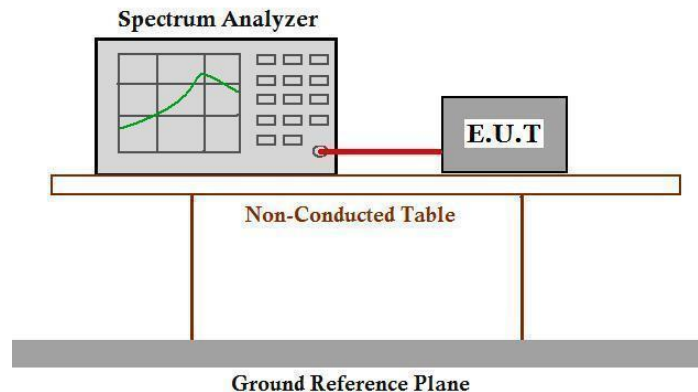 Spectrum Analyzer
E.U.T
Non-Conducted Table
Ground Reference Plane